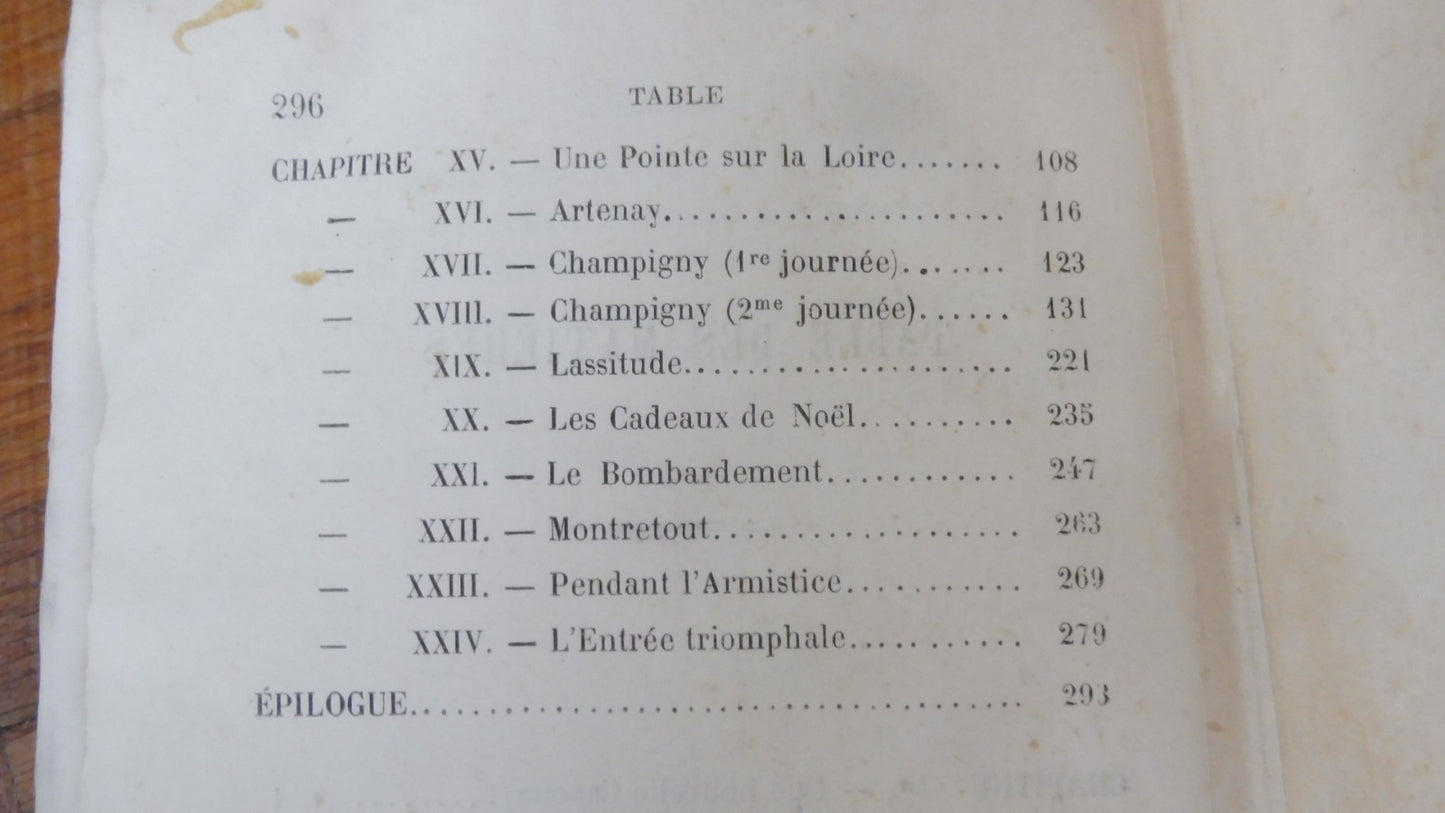 296 TABLE
CHAPITRE XV. — Une Pointe sur la Loire....... 108
— XVI. — Artenay...................... 116
— XVII. — Champigny (1re journée)....... 123
— XVIII. — Champigny (2me journée)...... 131
— XIX. — Lassitude..................... 221
— XX. — Les Cadeaux de Noël.......... 235
— XXI. — Le Bombardement............ 247
— XXII. — Montretout................... 263
— XXIII. — Pendant l'Armistice........... 269
— XXIV. — L'Entrée triomphale........... 279
ÉPILOGUE....................................... 293